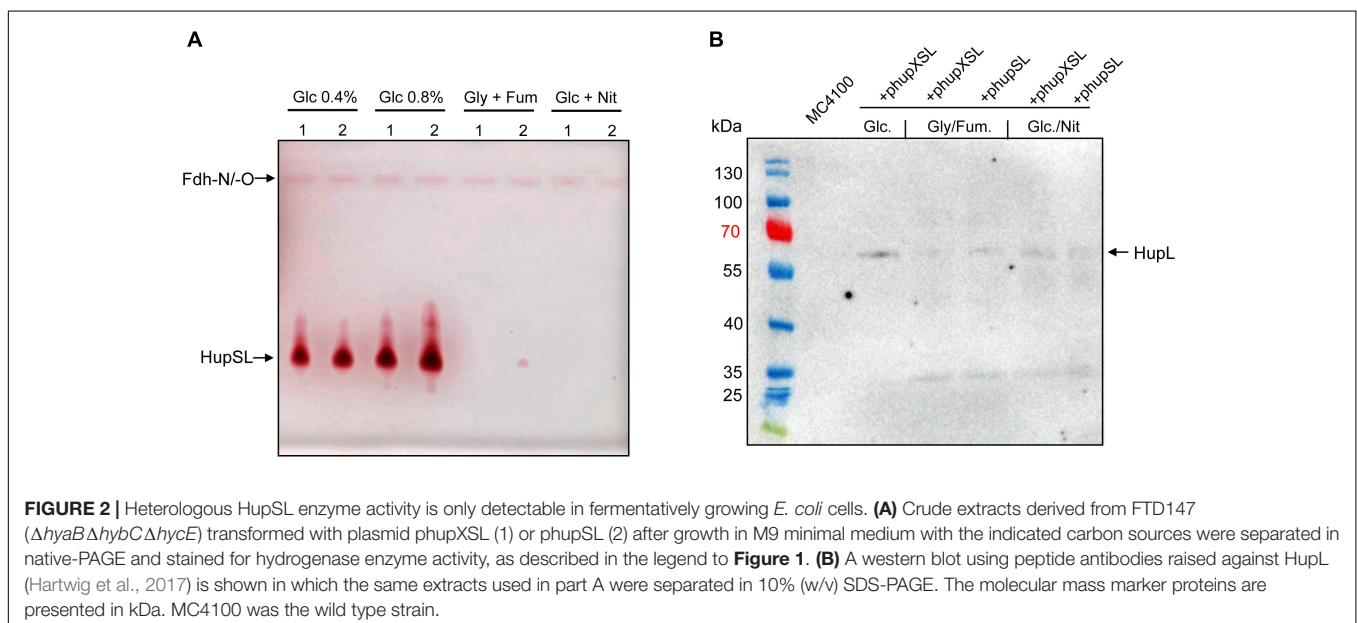 A
Glc 0.4% Glc 0.8% Gly + Fum Glc + Nit
1 2 1 2 1 2 1 2
Fdh-N/-O
HupSL
B
MC4100 +phupXSL +phupXSL +phupSL +phupXSL +phupSL
kDa Glc. Gly/Fum. Glc./Nit
130
100
70
55
40
35
25
HupL
FIGURE 2 | Heterologous HupSL enzyme activity is only detectable in fermentatively growing E. coli cells. (A) Crude extracts derived from FTD147
(ΔhyaBΔhybCΔhycE) transformed with plasmid phupXSL (1) or phupSL (2) after growth in M9 minimal medium with the indicated carbon sources were separated in
native-PAGE and stained for hydrogenase enzyme activity, as described in the legend to Figure 1. (B) A western blot using peptide antibodies raised against HupL
(Hartwig et al., 2017) is shown in which the same extracts used in part A were separated in 10% (w/v) SDS-PAGE. The molecular mass marker proteins are
presented in kDa. MC4100 was the wild type strain.